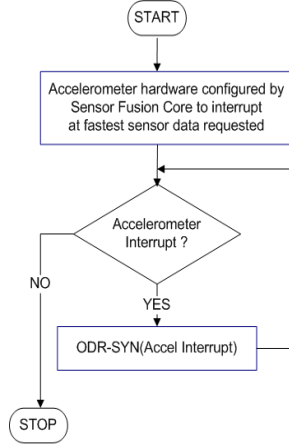 START
Accelerometer hardware configured by
Sensor Fusion Core to interrupt
at fastest sensor data requested
Accelerometer
Interrupt ?
NO
YES
ODR-SYN(Accel Interrupt)
STOP